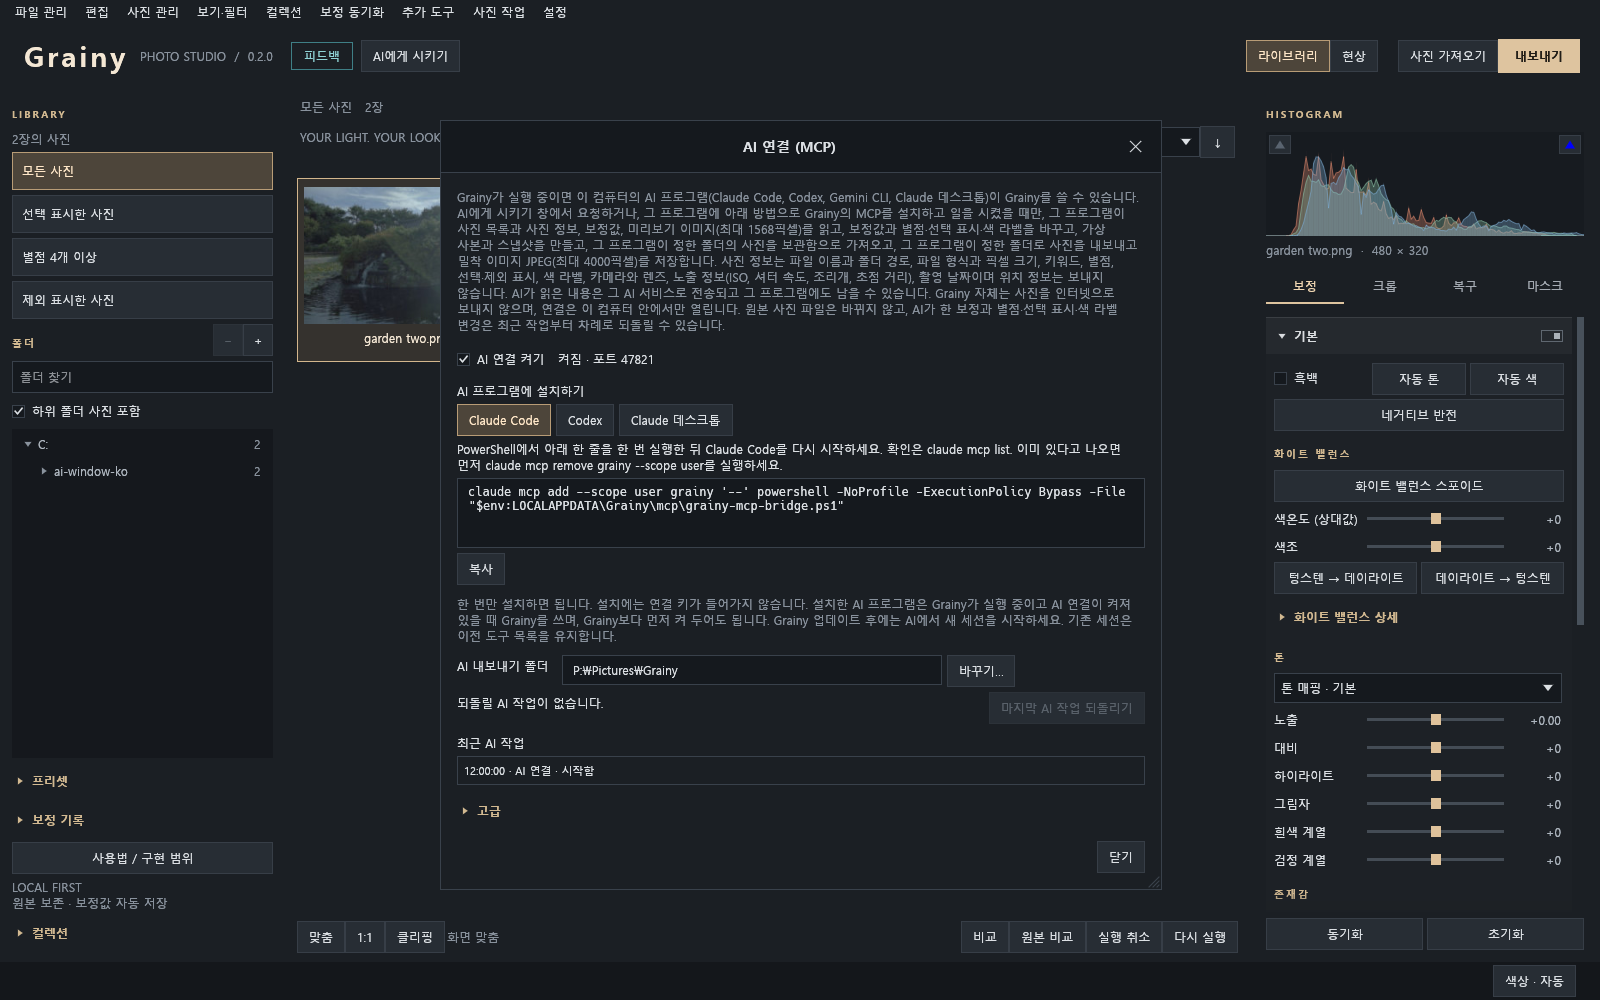 파일 관리 편집 사진 관리 보기·필터 컬렉션 보정 동기화 추가 도구 사진 작업 설정
Grainy PHOTO STUDIO / 0.2.0 피드백 AI에게 시키기 라이브러리 현상 사진 가져오기 내보내기
LIBRARY
2장의 사진
모든 사진
선택 표시한 사진
별점 4개 이상
제외 표시한 사진
폴더 − +
폴더 찾기
하위 폴더 사진 포함
C: 2
ai-window-ko 2
프리셋
보정 기록
사용법 / 구현 범위
LOCAL FIRST
원본 보존 · 보정값 자동 저장
컬렉션
모든 사진 2장
YOUR LIGHT. YOUR LOOK
↓
garden two.pr
AI 연결 (MCP)
Grainy가 실행 중이면 이 컴퓨터의 AI 프로그램(Claude Code, Codex, Gemini CLI, Claude 데스크톱)이 Grainy를 쓸 수 있습니다.
AI에게 시키기 창에서 요청하거나, 그 프로그램에 아래 방법으로 Grainy의 MCP를 설치하고 일을 시켰을 때만, 그 프로그램이
사진 목록과 사진 정보, 보정값, 미리보기 이미지(최대 1568픽셀)를 읽고, 보정값과 별점·선택 표시·색 라벨을 바꾸고, 가상
사본과 스냅샷을 만들고, 그 프로그램이 정한 폴더의 사진을 보관함으로 가져오고, 그 프로그램이 정한 폴더로 사진을 내보내고
밀착 이미지 JPEG(최대 4000픽셀)를 저장합니다. 사진 정보는 파일 이름과 폴더 경로, 파일 형식과 픽셀 크기, 키워드, 별점,
선택·제외 표시, 색 라벨, 카메라와 렌즈, 노출 정보(ISO, 셔터 속도, 조리개, 초점 거리), 촬영 날짜이며 위치 정보는 보내지
않습니다. AI가 읽은 내용은 그 AI 서비스로 전송되고 그 프로그램에도 남을 수 있습니다. Grainy 자체는 사진을 인터넷으로
보내지 않으며, 연결은 이 컴퓨터 안에서만 열립니다. 원본 사진 파일은 바뀌지 않고, AI가 한 보정과 별점·선택 표시·색 라벨
변경은 최근 작업부터 차례로 되돌릴 수 있습니다.
AI 연결 켜기 켜짐 · 포트 47821
AI 프로그램에 설치하기
Claude Code Codex Claude 데스크톱
PowerShell에서 아래 한 줄을 한 번 실행한 뒤 Claude Code를 다시 시작하세요. 확인은 claude mcp list. 이미 있다고 나오면
먼저 claude mcp remove grainy --scope user를 실행하세요.
claude mcp add --scope user grainy '--' powershell -NoProfile -ExecutionPolicy Bypass -File
"$env:LOCALAPPDATA\Grainy\mcp\grainy-mcp-bridge.ps1"
복사
한 번만 설치하면 됩니다. 설치에는 연결 키가 들어가지 않습니다. 설치한 AI 프로그램은 Grainy가 실행 중이고 AI 연결이 켜져
있을 때 Grainy를 쓰며, Grainy보다 먼저 켜 두어도 됩니다. Grainy 업데이트 후에는 AI에서 새 세션을 시작하세요. 기존 세션은
이전 도구 목록을 유지합니다.
AI 내보내기 폴더 P:₩Pictures₩Grainy 바꾸기...
되돌릴 AI 작업이 없습니다. 마지막 AI 작업 되돌리기
최근 AI 작업
12:00:00 · AI 연결 · 시작함
고급
닫기
맞춤 1:1 클리핑 화면 맞춤 비교 원본 비교 실행 취소 다시 실행
HISTOGRAM
garden two.png · 480 × 320
보정 크롭 복구 마스크
기본
흑백 자동 톤 자동 색
네거티브 반전
화이트 밸런스
화이트 밸런스 스포이드
색온도 (상대값) +0
색조 +0
텅스텐 → 데이라이트 데이라이트 → 텅스텐
화이트 밸런스 상세
톤
톤 매핑 · 기본
노출 +0.00
대비 +0
하이라이트 +0
그림자 +0
흰색 계열 +0
검정 계열 +0
존재감
동기화 초기화
색상 · 자동